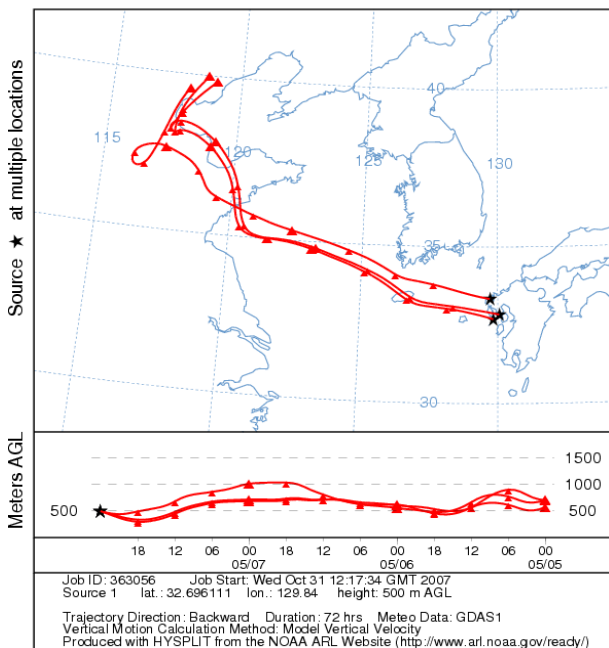 Source ★ at multiple locations
115
120
125
130
40
35
30
Meters AGL
500
1500
1000
500
18 12 06 00 18 12 06 00 18 12 06 00
05/07 05/06 05/05
Job ID: 363056 Job Start: Wed Oct 31 12:17:34 GMT 2007
Source 1 lat.: 32.696111 lon.: 129.84 height: 500 m AGL
Trajectory Direction: Backward Duration: 72 hrs Meteo Data: GDAS1
Vertical Motion Calculation Method: Model Vertical Velocity
Produced with HYSPLIT from the NOAA ARL Website (http://www.arl.noaa.gov/ready/)